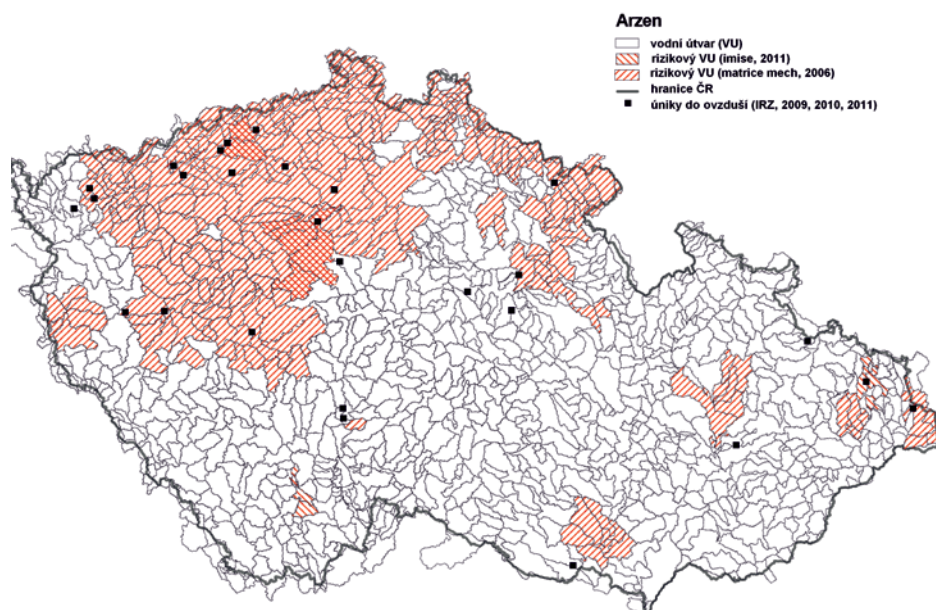 Arzen
vodní útvar (VU)
rizikový VU (imise, 2011)
rizikový VU (matrice mech, 2006)
hranice ČR
úniky do ovzduší (IRZ, 2009, 2010, 2011)